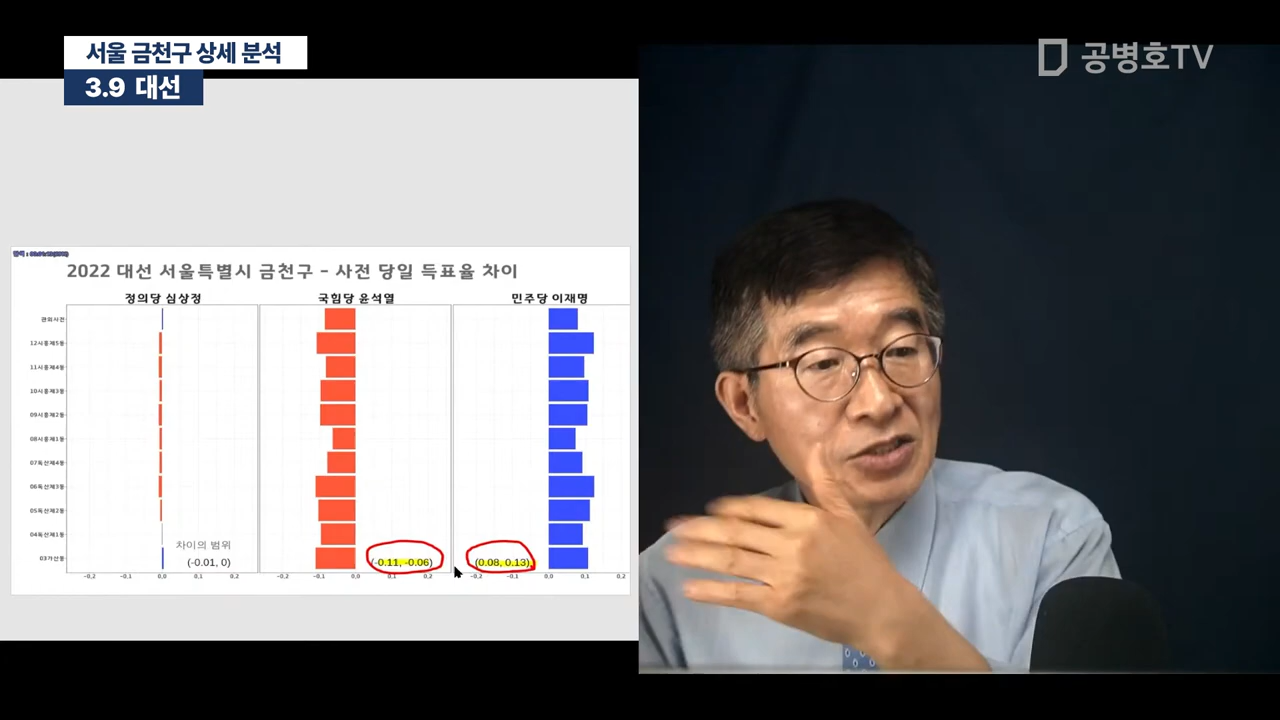 서울 금천구 상세 분석
3.9 대선
공병호TV
2022 대선 서울특별시 금천구 - 사전 당일 득표율 차이
정의당 심상정
국힘당 윤석열
민주당 이재명
관외사전
12시흥제5동
11시흥제4동
10시흥제3동
09시흥제2동
08시흥제1동
07독산제4동
06독산제3동
05독산제2동
04독산제1동
03가산동
차이의 범위
(-0.01, 0)
(-0.11, -0.06)
(0.08, 0.13)
-0,2 -0,1 0,0 0,1 0,2
-0,2 -0,1 0,0 0,1 0,2
-0,2 -0,1 0,0 0,1 0,2